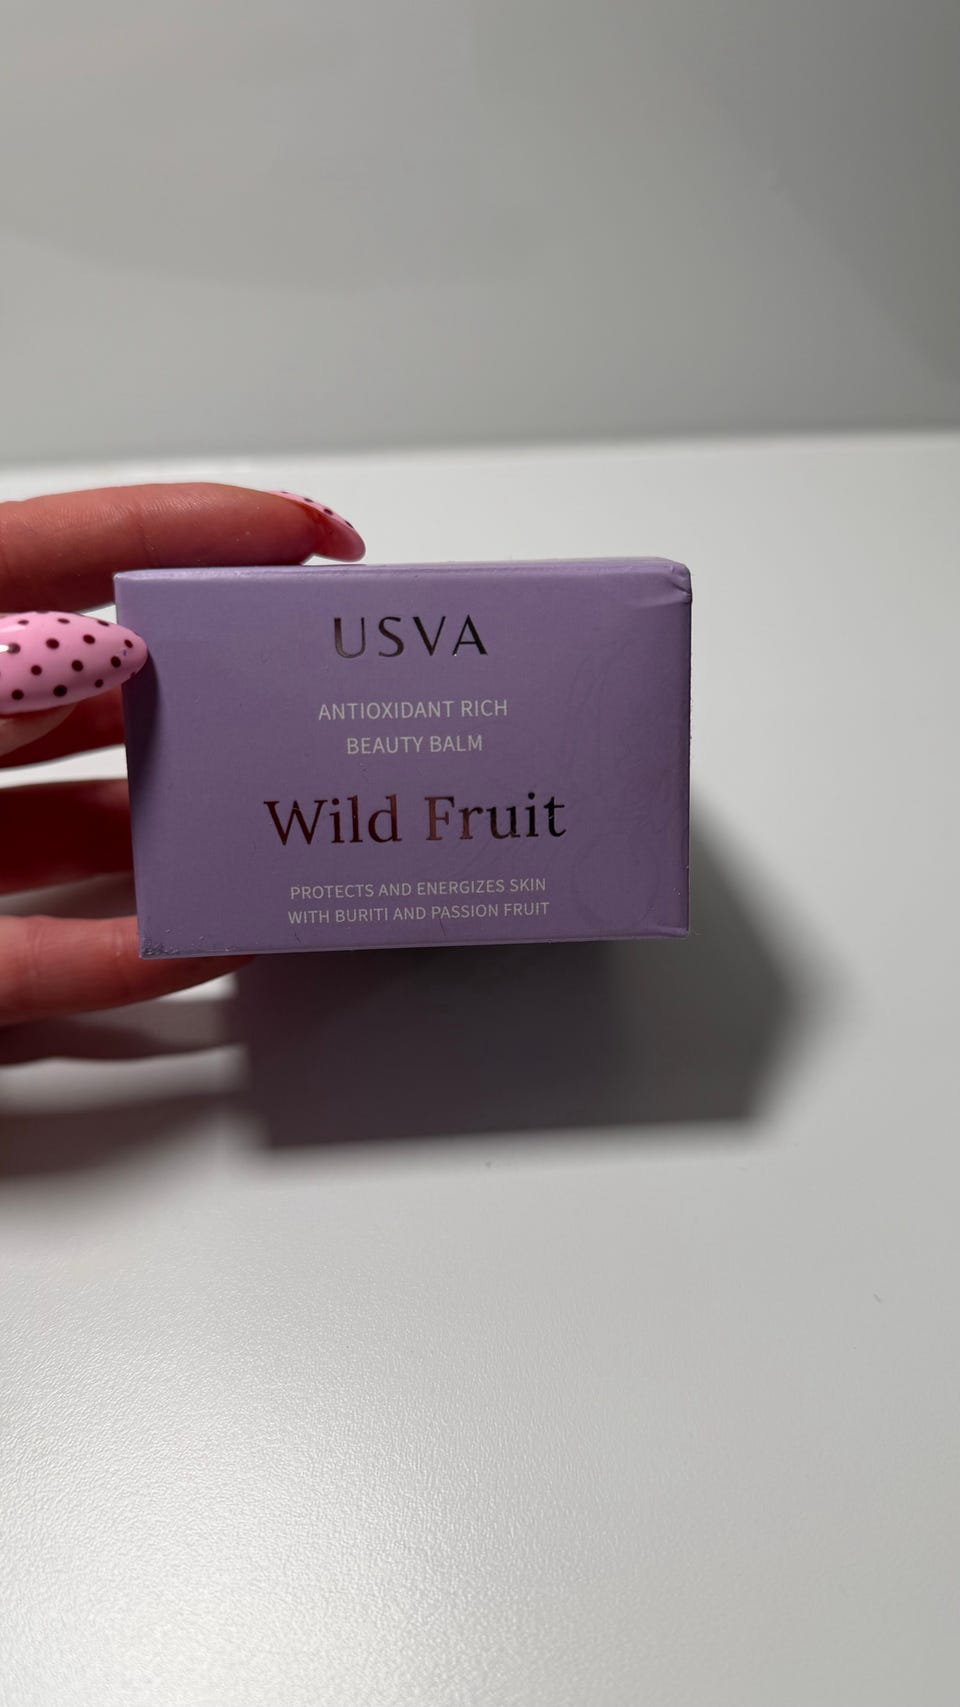 USVA
ANTIOXIDANT RICH
BEAUTY BALM
Wild Fruit
PROTECTS AND ENERGIZES SKIN
WITH BURITI AND PASSION FRUIT